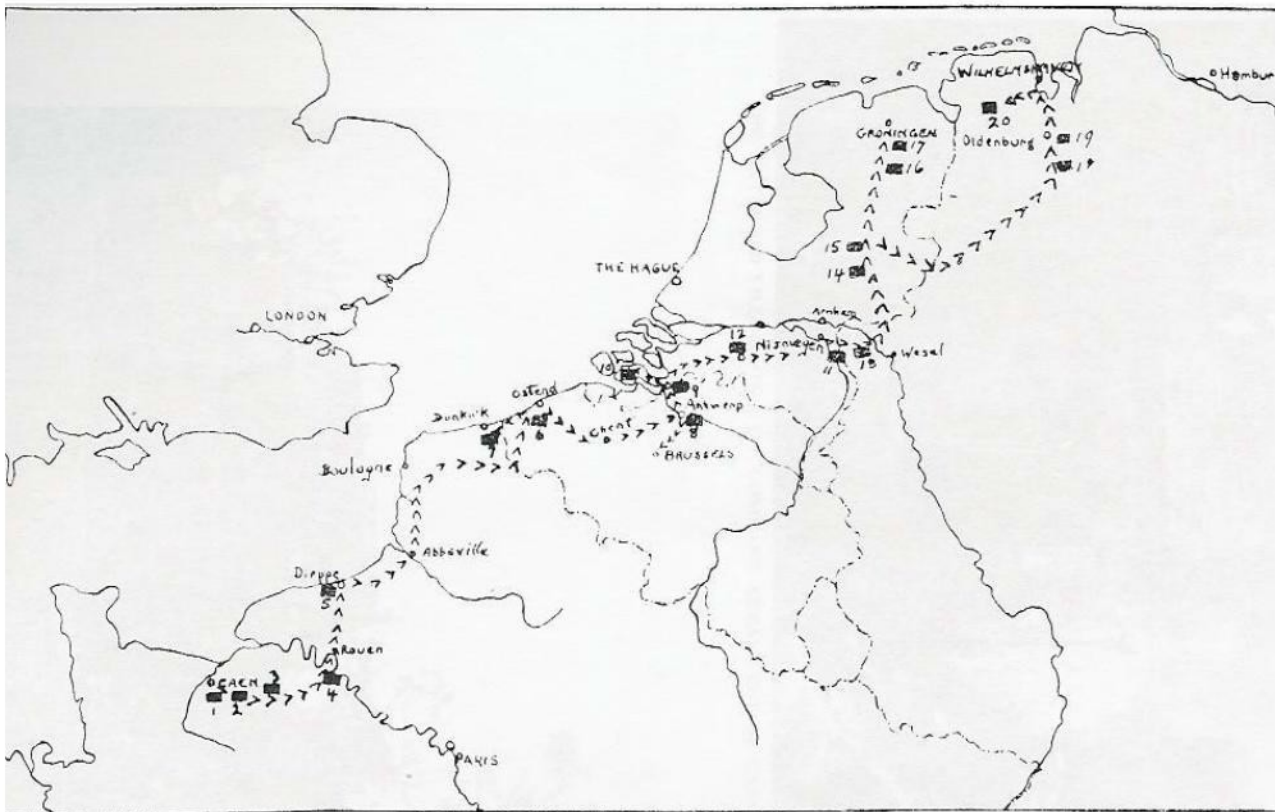 WILHELMSHAVEN
Hambur
20
GRONINGEN
17
Oldenburg
19
16
15
14
THE HAGUE
LONDON
Arnhem
12
Nijmegen
11
13
Wesel
10
9
Ostend
Antwerp
Dunkirk
6
Ghent
8
7
BRUSSELS
Boulogne
Abbeville
Dieppe
5
Rouen
CAEN
3
1
2
4
PARIS